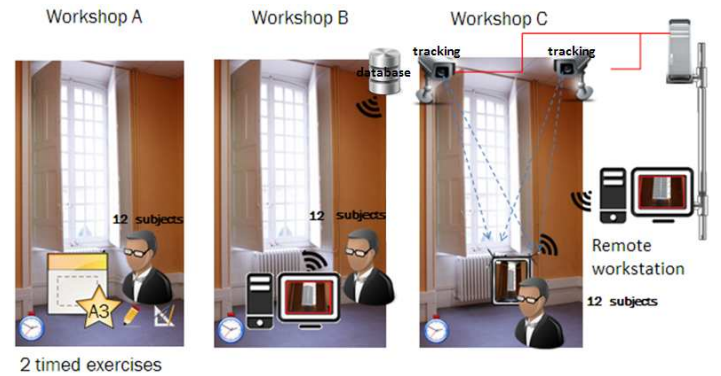 Workshop A
Workshop B
Workshop C
tracking
tracking
database
12 subjects
12 subjects
A3
Remote
workstation
12 subjects
2 timed exercises